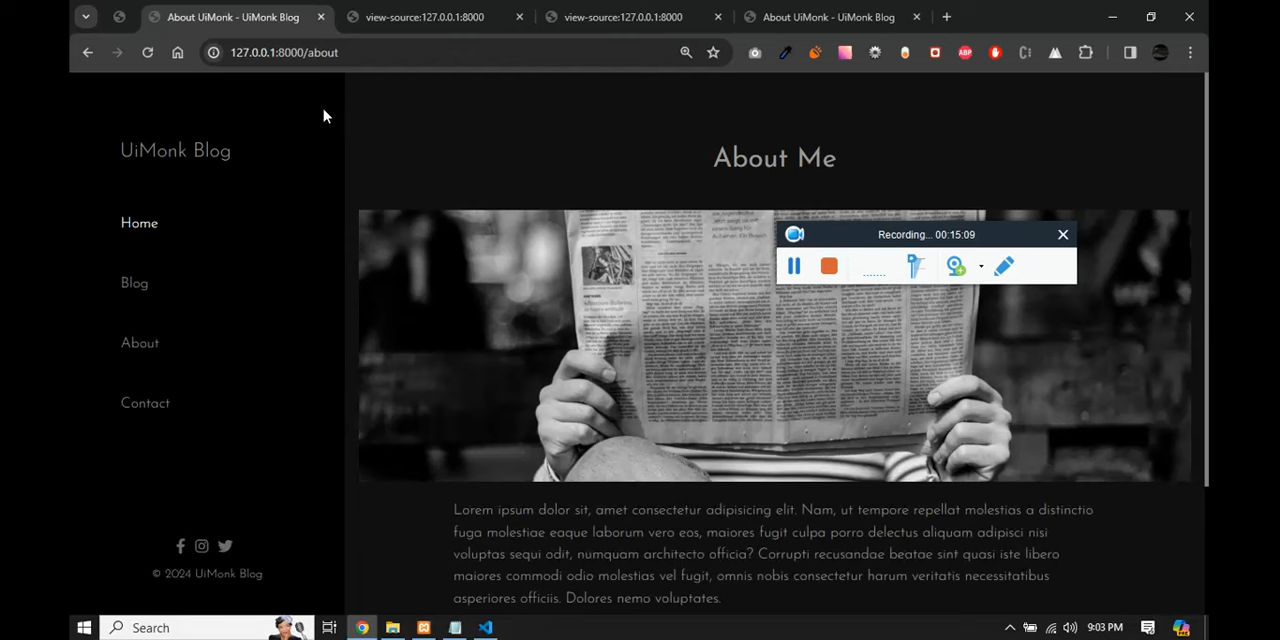 About UiMonk - UiMonk Blog
view-source:127.0.0.1:8000
view-source:127.0.0.1:8000
About UiMonk - UiMonk Blog
127.0.0.1:8000/about
ABP
UiMonk Blog
Home
Blog
About
Contact
© 2024 UiMonk Blog
About Me
Recording... 00:15:09
Lorem ipsum dolor sit, amet consectetur adipisicing elit. Nam, ut tempore repellat molestias a distinctio
fuga molestiae eaque laborum vero eos, maiores fugit culpa porro delectus aliquam adipisci nisi
voluptas sequi odit, numquam architecto officia? Corrupti recusandae beatae sint quasi iste libero
maiores commodi odio molestias vel fugit, omnis nobis consectetur harum veritatis necessitatibus
asperiores officiis. Dolores nemo voluptates.
Search
9:03 PM